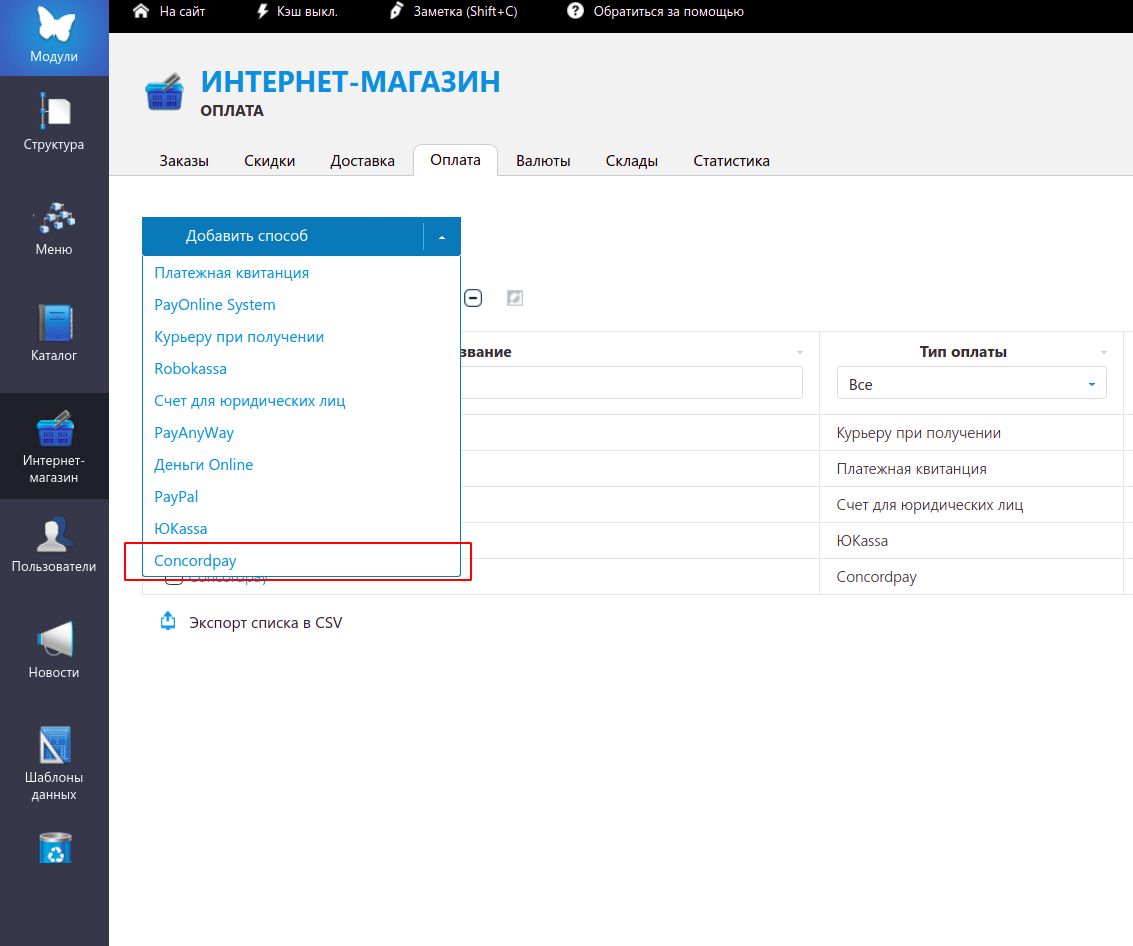 На сайт
Кэш выкл.
Заметка (Shift+C)
Обратиться за помощью
Модули
Структура
Меню
Каталог
Интернет-
магазин
Пользователи
Новости
Шаблоны
данных
ИНТЕРНЕТ-МАГАЗИН
ОПЛАТА
Заказы
Скидки
Доставка
Оплата
Валюты
Склады
Статистика
Добавить способ
Платежная квитанция
PayOnline System
Курьеру при получении
Robokassa
Счет для юридических лиц
PayAnyWay
Деньги Online
PayPal
ЮKassa
Concordpay
звание
Тип оплаты
Все
Курьеру при получении
Платежная квитанция
Счет для юридических лиц
ЮKassa
Concordpay
Concordpay
Экспорт списка в CSV